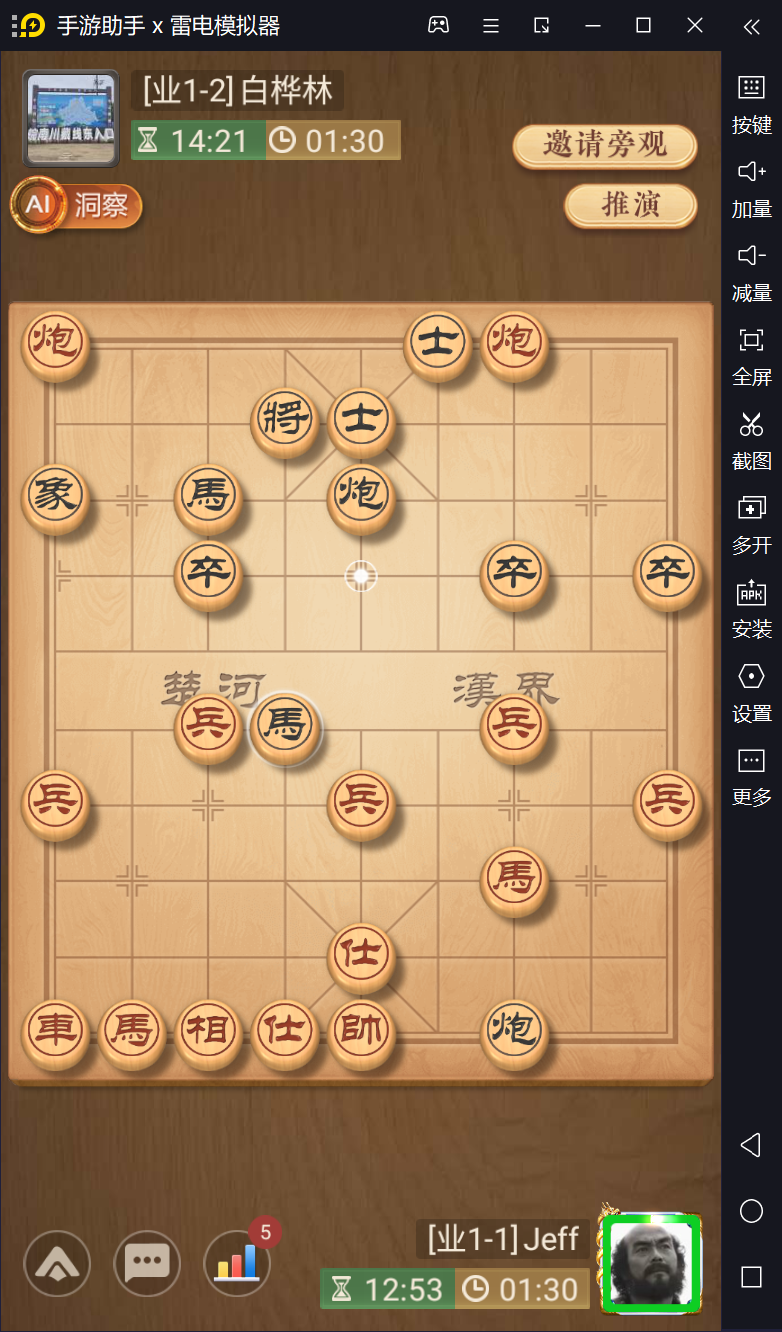 手游助手 x 雷电模拟器
[业1-2]白桦林
14:21 01:30
邀请旁观
AI 洞察
推演
按键
加量
减量
全屏
截图
多开
APK
安装
设置
更多
炮 士 炮
將 士
象 馬 炮
卒 卒 卒
楚河 漢界
兵 馬 兵
兵 兵 兵
馬
仕
車 馬 相 仕 帥 炮
5
[业1-1]Jeff
12:53 01:30